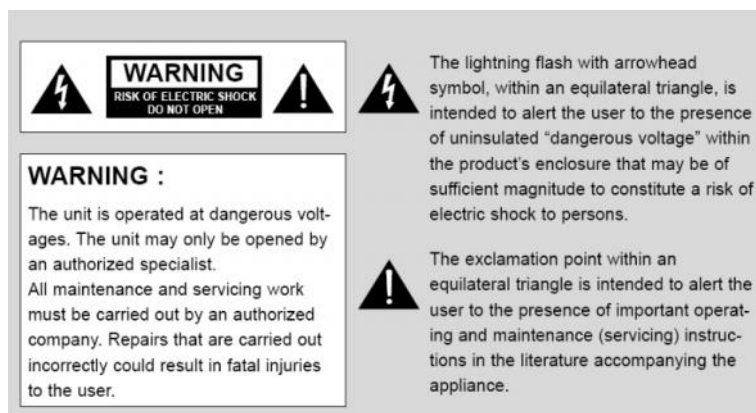 WARNING
RISK OF ELECTRIC SHOCK
DO NOT OPEN
WARNING :
The unit is operated at dangerous volt-
ages. The unit may only be opened by
an authorized specialist.
All maintenance and servicing work
must be carried out by an authorized
company. Repairs that are carried out
incorrectly could result in fatal injuries
to the user.
The lightning flash with arrowhead
symbol, within an equilateral triangle, is
intended to alert the user to the presence
of uninsulated “dangerous voltage” within
the product’s enclosure that may be of
sufficient magnitude to constitute a risk of
electric shock to persons.
The exclamation point within an
equilateral triangle is intended to alert the
user to the presence of important operat-
ing and maintenance (servicing) instruc-
tions in the literature accompanying the
appliance.